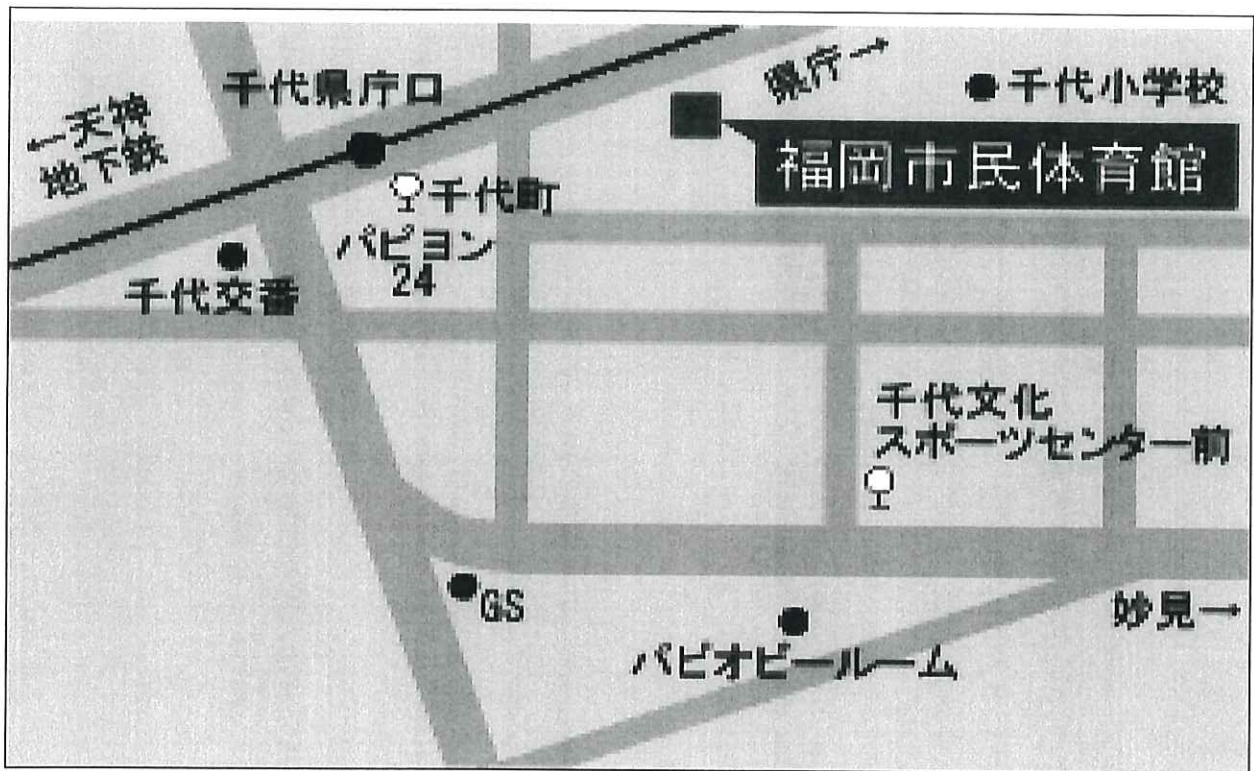 県庁→
千代県庁口
千代小学校
←天神
地下鉄
福岡市民体育館
千代町
パピヨン
24
千代交番
千代文化
スポーツセンター前
GS
妙見→
パピオビールーム